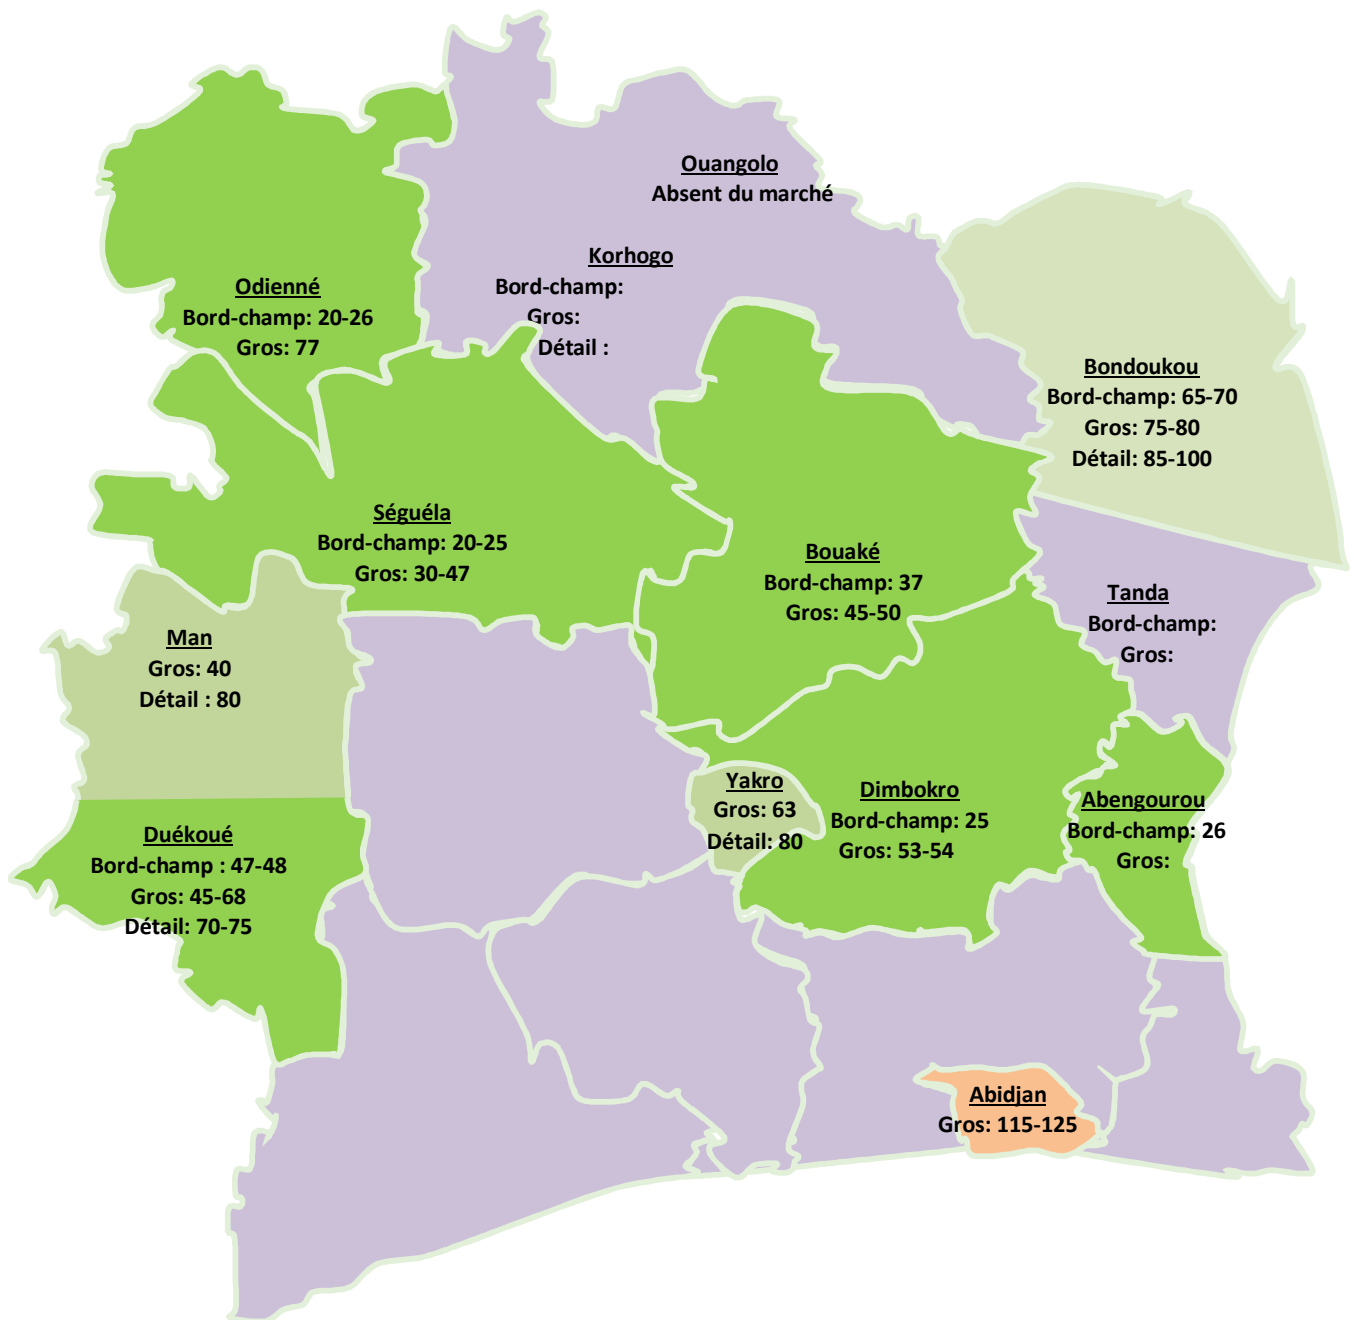 Ouangolo
Absent du marché
Korhogo
Bord-champ:
Gros:
Détail :
Odienné
Bord-champ: 20-26
Gros: 77
Bondoukou
Bord-champ: 65-70
Gros: 75-80
Détail: 85-100
Séguéla
Bord-champ: 20-25
Gros: 30-47
Bouaké
Bord-champ: 37
Gros: 45-50
Tanda
Bord-champ:
Gros:
Man
Gros: 40
Détail : 80
Yakro
Gros: 63
Détail: 80
Dimbokro
Bord-champ: 25
Gros: 53-54
Abengourou
Bord-champ: 26
Gros:
Duékoué
Bord-champ : 47-48
Gros: 45-68
Détail: 70-75
Abidjan
Gros: 115-125